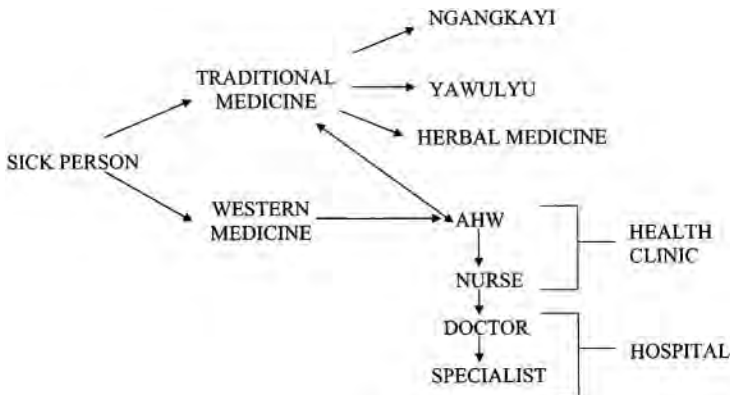 NGANGKAYI
TRADITIONAL
MEDICINE
YAWULYU
HERBAL MEDICINE
SICK PERSON
WESTERN
MEDICINE
AHW
HEALTH
CLINIC
NURSE
DOCTOR
HOSPITAL
SPECIALIST